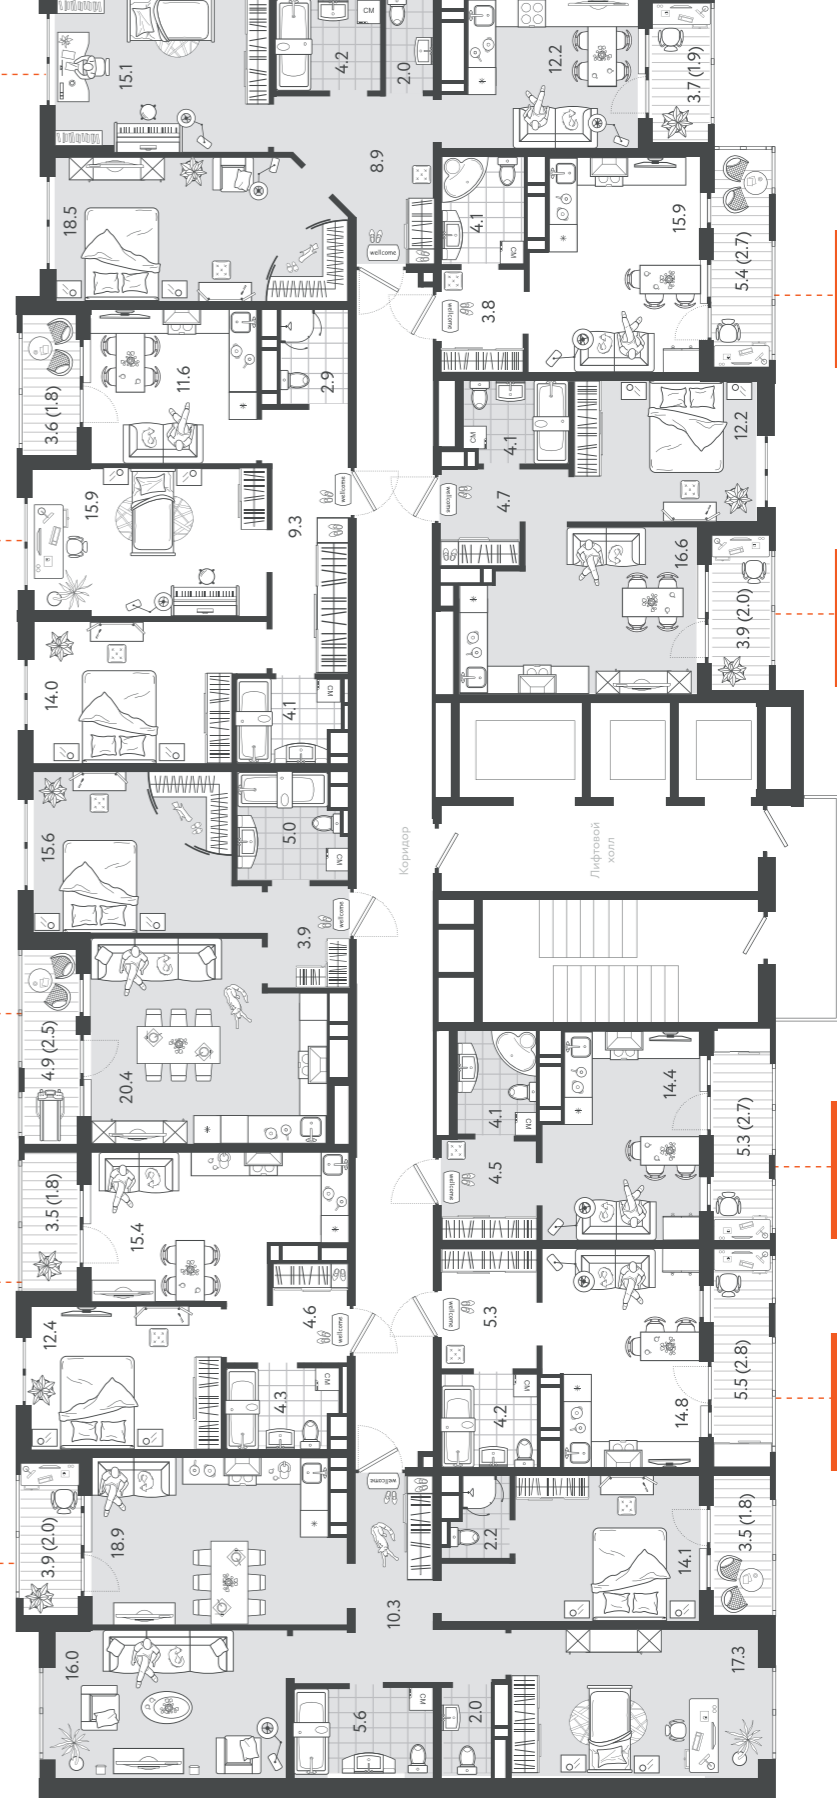 15.1
4.2
СМ
2.0
12.2
3.7 (1.9)
18.5
8.9
welcome
4.1
СМ
15.9
5.4 (2.7)
3.8
welcome
3.6 (1.8)
11.6
2.9
15.9
9.3
welcome
СМ
4.1
12.2
4.7
welcome
16.6
3.9 (2.0)
14.0
4.1
СМ
15.6
5.0
СМ
3.9
welcome
Коридор
Лифтовой
холл
4.9 (2.5)
20.4
4.1
СМ
14.4
5.3 (2.7)
4.5
welcome
3.5 (1.8)
15.4
4.6
welcome
12.4
4.3
СМ
5.3
welcome
4.2
СМ
14.8
5.5 (2.8)
3.9 (2.0)
18.9
welcome
10.3
2.2
14.1
3.5 (1.8)
16.0
5.6
СМ
2.0
17.3